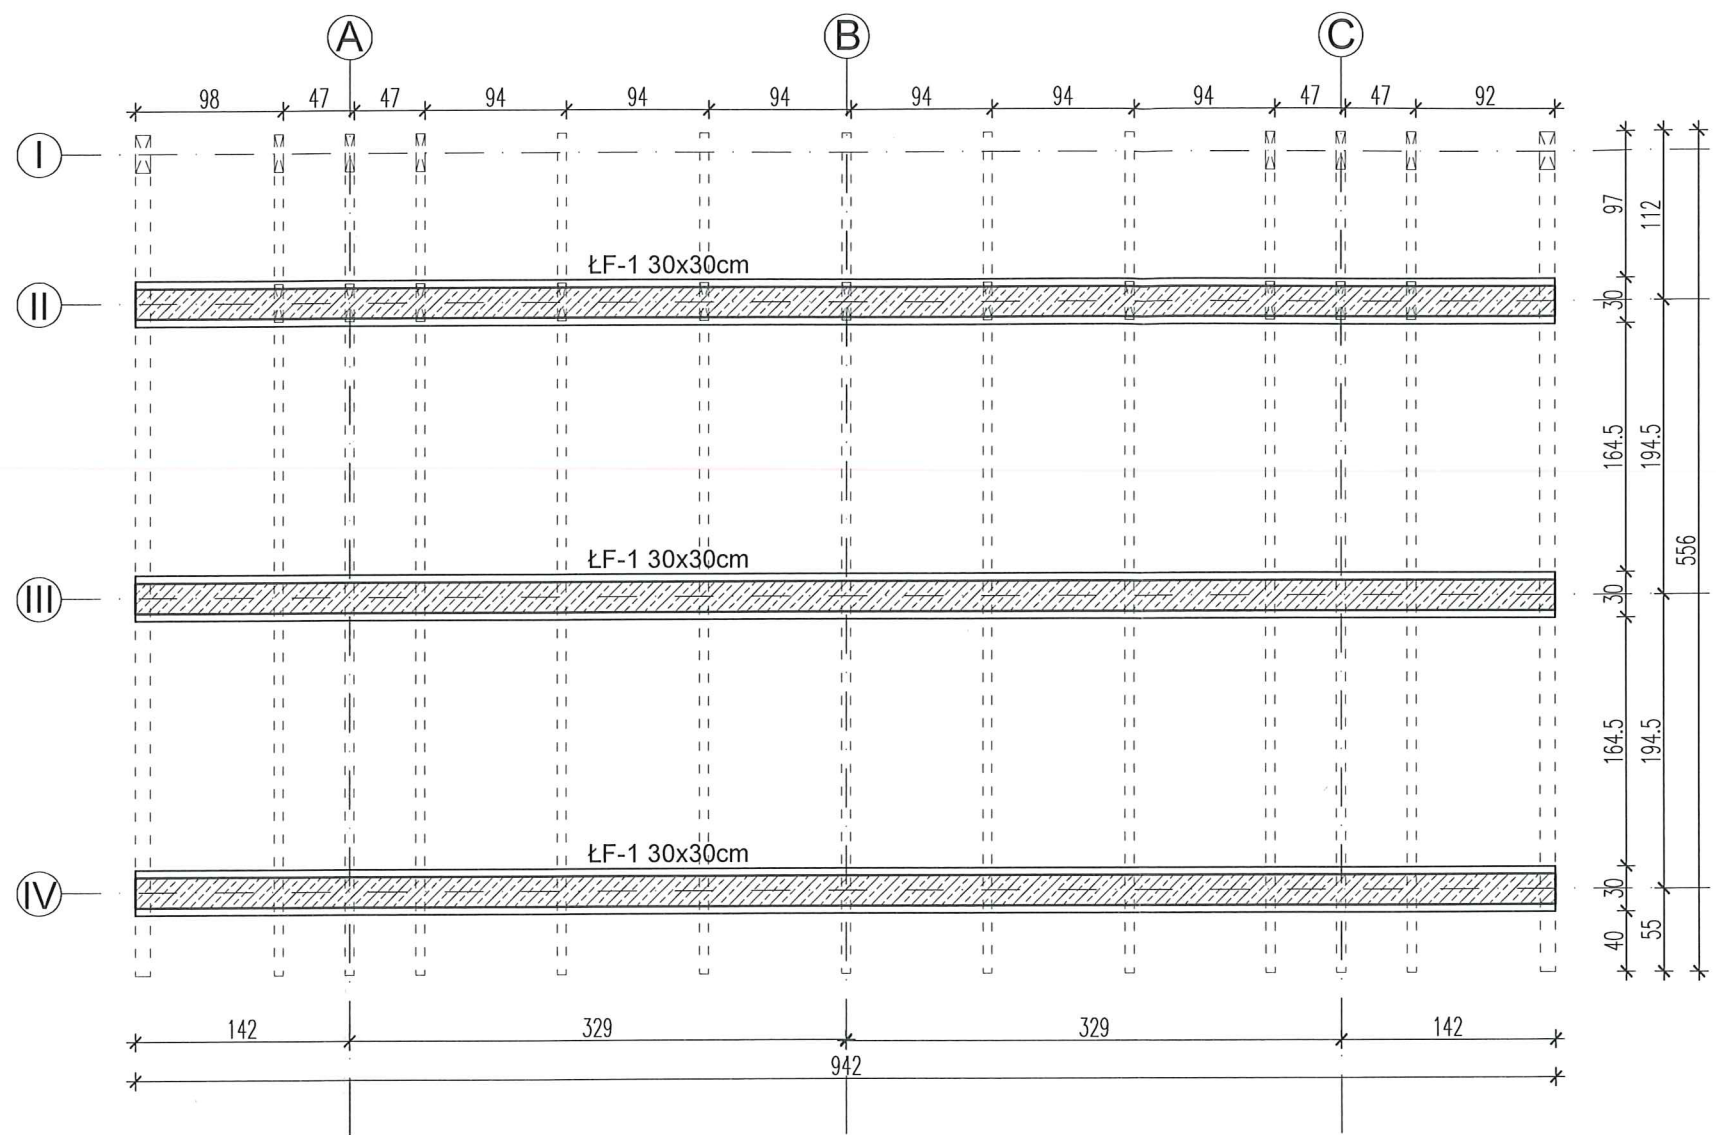 A B C
98 47 47 94 94 94 94 94 94 47 47 92
I
97 112
ŁF-1 30x30cm
II
30
164.5 194.5
556
ŁF-1 30x30cm
III
30
164.5 194.5
ŁF-1 30x30cm
IV
30
40 55
142 329 329 142
942